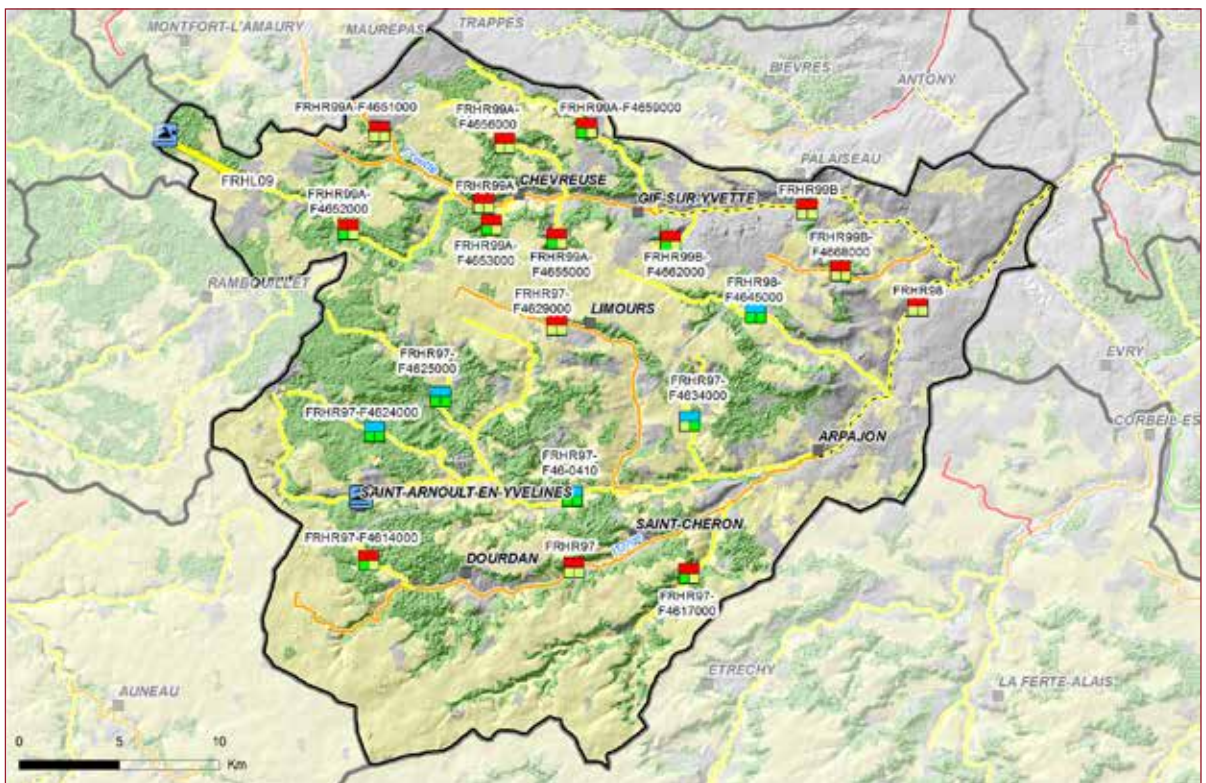 MONTFORT-L'AMAURY
MAUREPAS
TRAPPES
BIEVRES
ANTONY
FRHR99A-F4651000
FRHR99A-
F4656000
FRHR99A-F4659000
PALAISEAU
FRHL09
l'Yvette
FRHR99A
CHEVREUSE
GIF-SUR-YVETTE
FRHR99B
FRHR99A-
F4652000
FRHR99A-
F4653000
FRHR99A-
F4655000
FRHR99B-
F4662000
FRHR99B-
F4668000
RAMBOUILLET
FRHR97-
F4629000
LIMOURS
FRHR98-
F4645000
FRHR98
EVRY
FRHR97-
F4625000
FRHR97-F4624000
FRHR97-
F4634000
CORBEIL-ES
ARPAJON
FRHR97-
F46-0410
SAINT-ARNOULT-EN-YVELINES
SAINT-CHERON
FRHR97-F4614000
DOURDAN
FRHR97
l'Orge
FRHR97-
F4617000
ETRECHY
LA FERTE-ALAIS
AUNEAU
0 5 10
Km